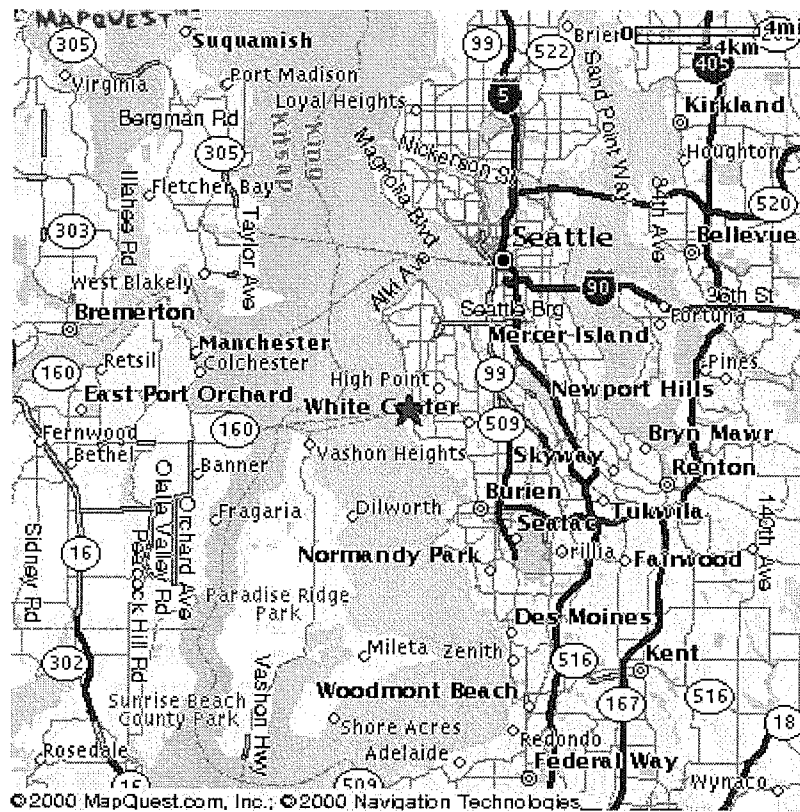 MAPQUEST
305
Suquamish
99
522
Brier
0
4mi
4km
405
Virginia
Port Madison
Loyal Heights
5
Sand Point Way
Kirkland
Bergman Rd
Kitsap
King
Nickerson St
Houghton
305
Magnolia Blvd
Illahee Rd
Fletcher Bay
84th Ave
520
303
Taylor Ave
Seattle
Bellevue
West Blakely
Alki Ave
90
36th St
Bremerton
Seattle Brg
Fortuna
Mercer Island
Manchester
Retsil
Colchester
160
High Point
99
Pines
East Port Orchard
White Center
Newport Hills
Fernwood
160
509
Bryn Mawr
Bethel
Banner
Vashon Heights
Skyway
Renton
Olalla Valley Rd
Orchard Ave
Burien
Fragaria
Dilworth
Tukwila
Sidney Rd
Seatac
140th Ave
16
Peacock Hill Rd
Normandy Park
Orillia
Fairwood
Paradise Ridge
Park
Des Moines
Mileta
Zenith
302
516
Kent
Vashon Hwy
Woodmont Beach
516
Sunrise Beach
County Park
167
Shore Acres
18
Rosedale
Adelaide
Redondo
Federal Way
16
509
Wynaco
©2000 MapQuest.com, Inc.; ©2000 Navigation Technologies